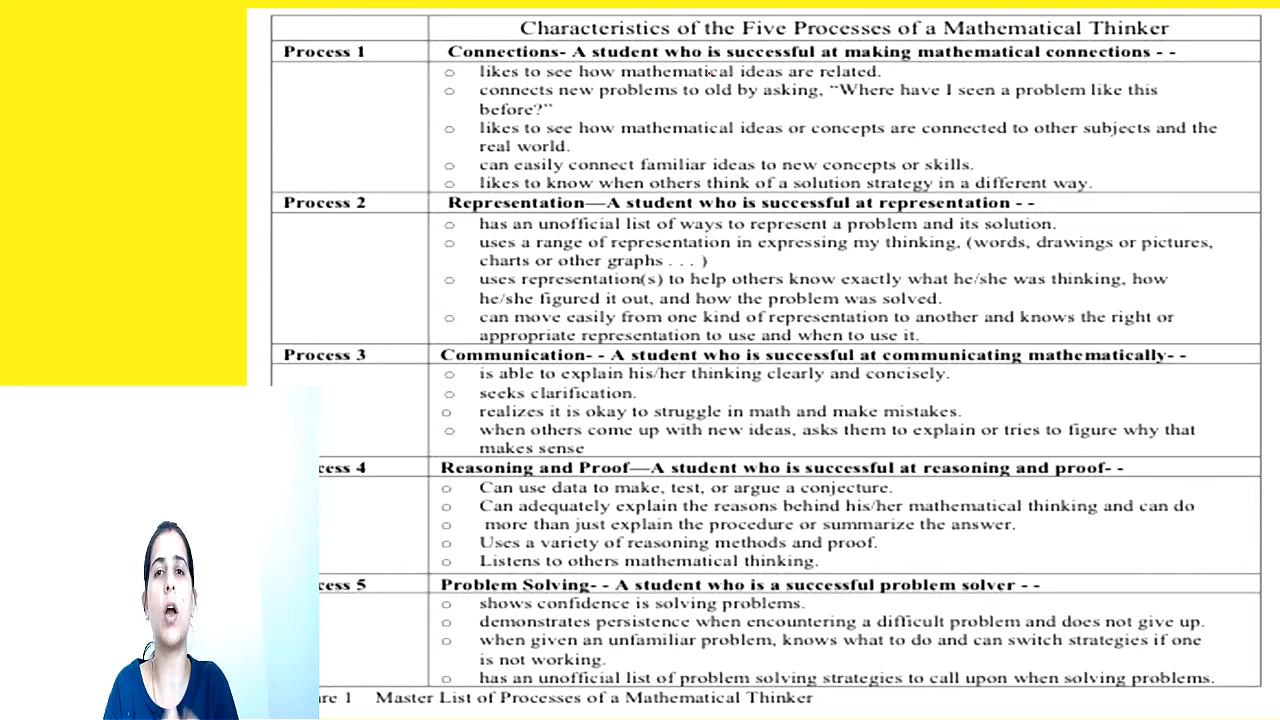 Characteristics of the Five Processes of a Mathematical Thinker
Process 1 Connections- A student who is successful at making mathematical connections - -
o likes to see how mathematical ideas are related.
o connects new problems to old by asking, “Where have I seen a problem like this
before?”
o likes to see how mathematical ideas or concepts are connected to other subjects and the
real world.
o can easily connect familiar ideas to new concepts or skills.
o likes to know when others think of a solution strategy in a different way.
Process 2 Representation—A student who is successful at representation - -
o has an unofficial list of ways to represent a problem and its solution.
o uses a range of representation in expressing my thinking, (words, drawings or pictures,
charts or other graphs . . . )
o uses representation(s) to help others know exactly what he/she was thinking, how
he/she figured it out, and how the problem was solved.
o can move easily from one kind of representation to another and knows the right or
appropriate representation to use and when to use it.
Process 3 Communication- - A student who is successful at communicating mathematically- -
o is able to explain his/her thinking clearly and concisely.
o seeks clarification.
o realizes it is okay to struggle in math and make mistakes.
o when others come up with new ideas, asks them to explain or tries to figure why that
makes sense
cess 4 Reasoning and Proof—A student who is successful at reasoning and proof- -
o Can use data to make, test, or argue a conjecture.
o Can adequately explain the reasons behind his/her mathematical thinking and can do
o more than just explain the procedure or summarize the answer.
o Uses a variety of reasoning methods and proof.
o Listens to others mathematical thinking.
cess 5 Problem Solving- - A student who is a successful problem solver - -
o shows confidence is solving problems.
o demonstrates persistence when encountering a difficult problem and does not give up.
o when given an unfamiliar problem, knows what to do and can switch strategies if one
is not working.
o has an unofficial list of problem solving strategies to call upon when solving problems.
ure 1 Master List of Processes of a Mathematical Thinker